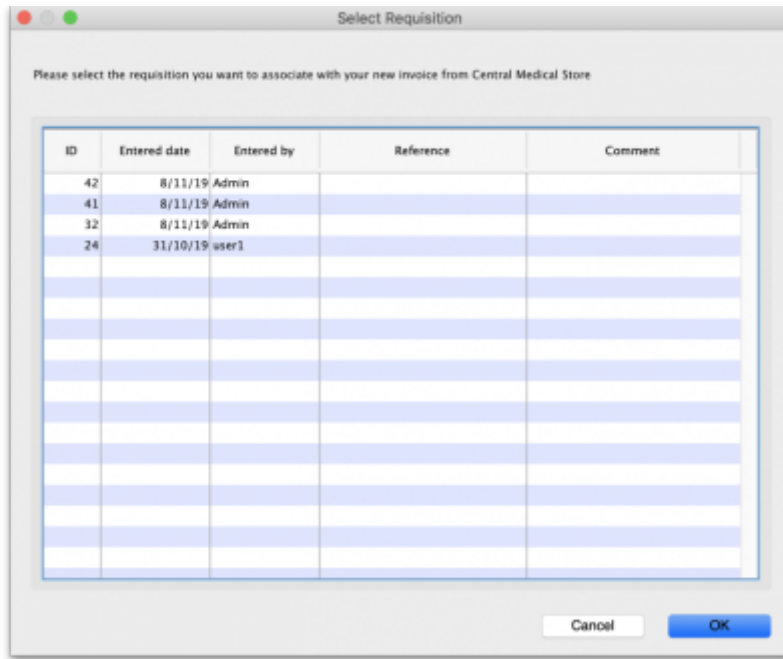 Select Requisition
Please select the requisition you want to associate with your new invoice from Central Medical Store
ID Entered date Entered by Reference Comment
42 8/11/19 Admin
41 8/11/19 Admin
32 8/11/19 Admin
24 31/10/19 user1
Cancel OK